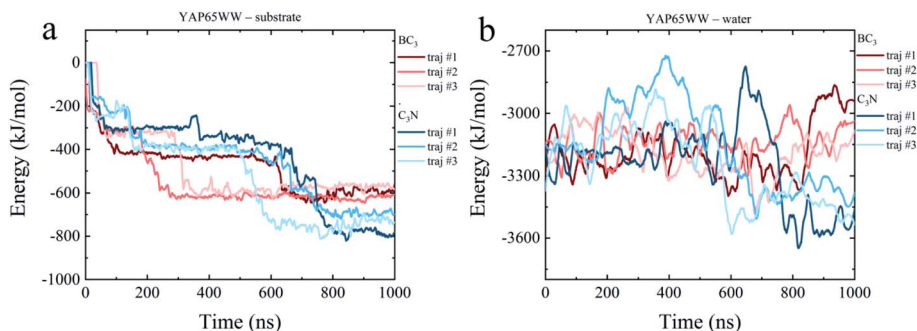 a
YAP65WW – substrate
Energy (kJ/mol)
0
-200
-400
-600
-800
-1000
0 200 400 600 800 1000
Time (ns)
BC3
traj #1
traj #2
traj #3
.
C3N
traj #1
traj #2
traj #3
b
YAP65WW – water
Energy (kJ/mol)
-2700
-3000
-3300
-3600
0 200 400 600 800 1000
Time (ns)
BC3
traj #1
traj #2
traj #3
C3N
traj #1
traj #2
traj #3